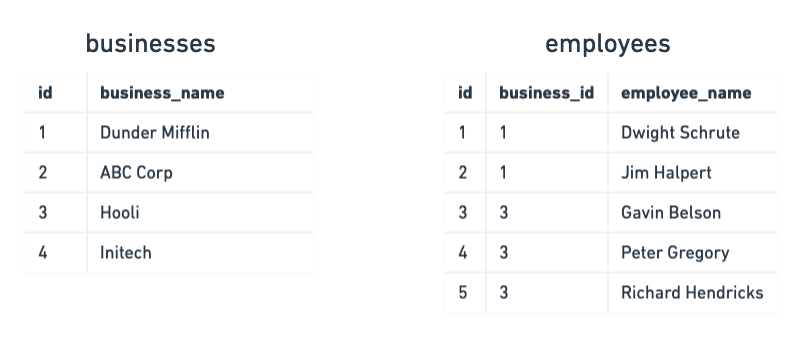 businesses
id business_name
1 Dunder Mifflin
2 ABC Corp
3 Hooli
4 Initech
employees
id business_id employee_name
1 1 Dwight Schrute
2 1 Jim Halpert
3 3 Gavin Belson
4 3 Peter Gregory
5 3 Richard Hendricks